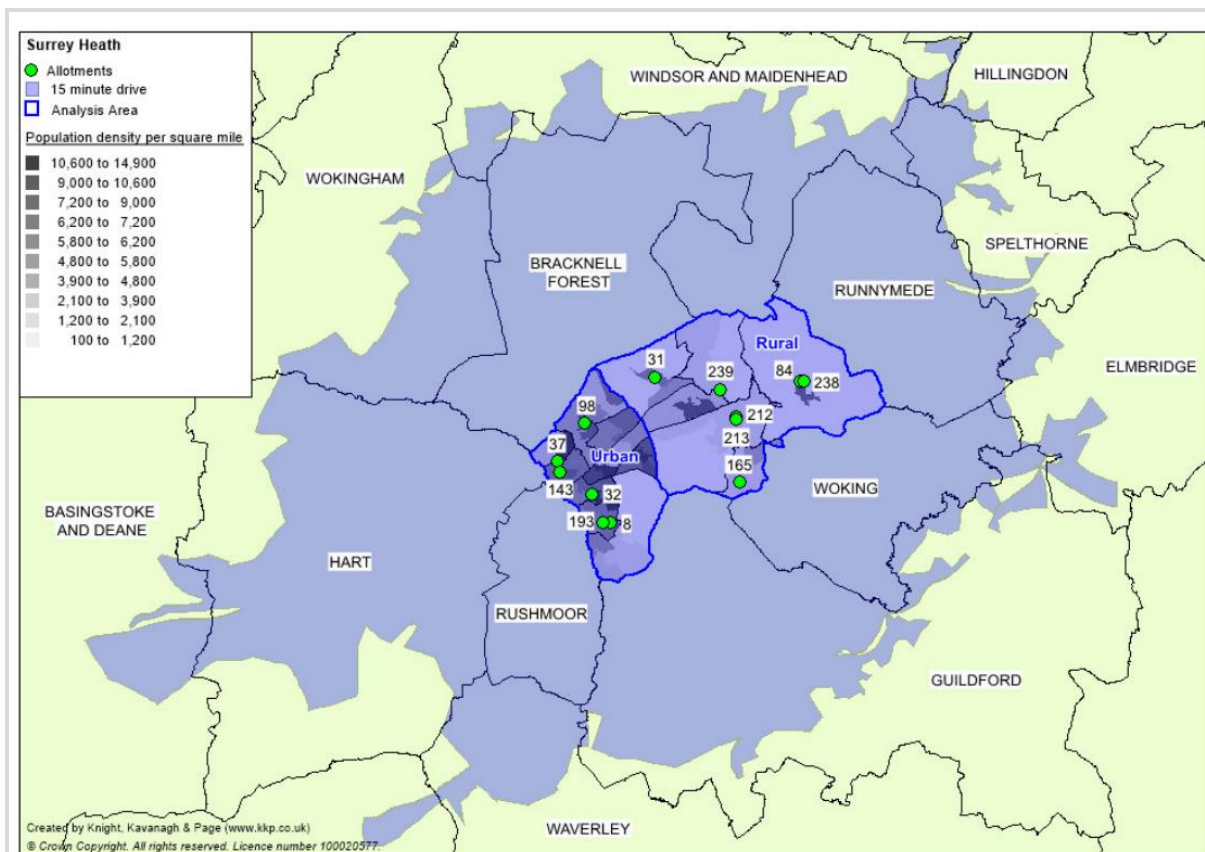 Surrey Heath
Allotments
15 minute drive
Analysis Area
Population density per square mile
10,600 to 14,900
9,000 to 10,600
7,200 to 9,000
6,200 to 7,200
5,800 to 6,200
4,800 to 5,800
3,900 to 4,800
2,100 to 3,900
1,200 to 2,100
100 to 1,200
WINDSOR AND MAIDENHEAD
HILLINGDON
WOKINGHAM
SPELTHORNE
BRACKNELL
FOREST
RUNNYMEDE
Rural
31
239
84
238
ELMBRIDGE
98
212
213
37
Urban
165
143
32
WOKING
193
8
BASINGSTOKE
AND DEANE
HART
RUSHMOOR
GUILDFORD
WAVERLEY
Created by Knight, Kavanagh & Page (www.kkp.co.uk)
© Crown Copyright. All rights reserved. Licence number 100020577.